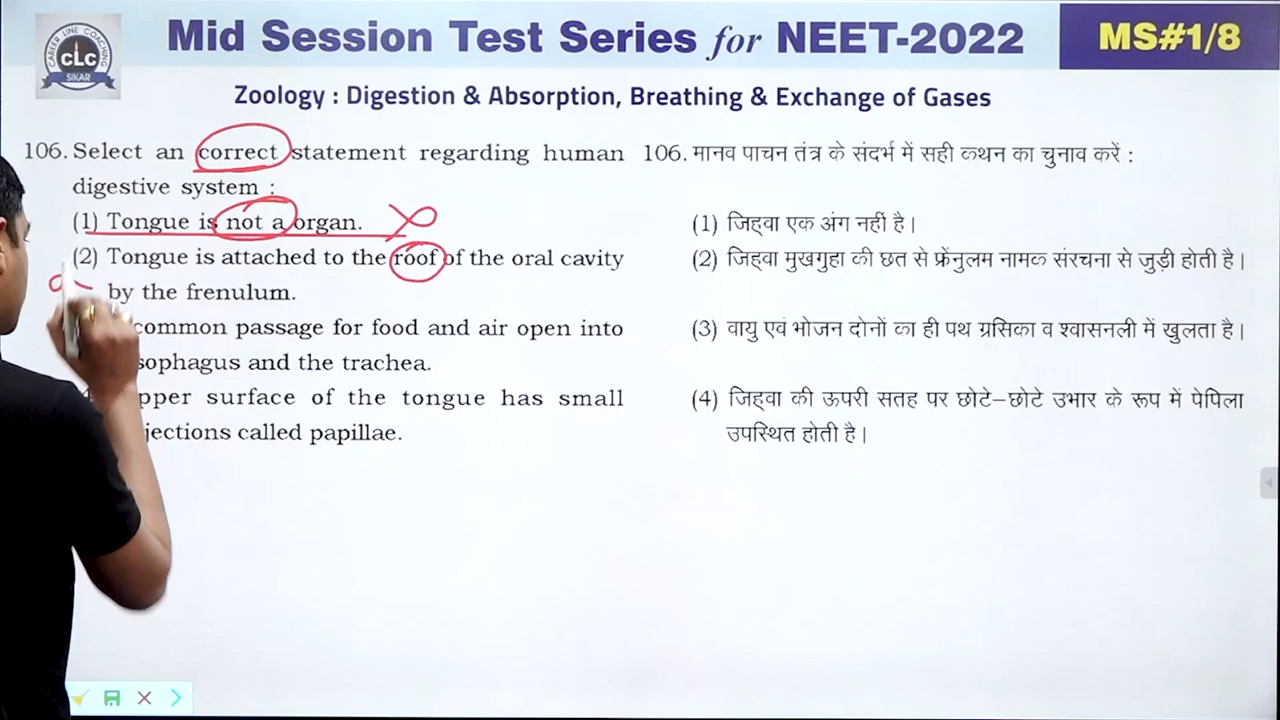 CAREER LINE COACHING
CLC
SIKAR
Mid Session Test Series for NEET-2022
MS#1/8
Zoology : Digestion & Absorption, Breathing & Exchange of Gases
106. Select an correct statement regarding human
digestive system :
(1) Tongue is not a organ.
(2) Tongue is attached to the roof of the oral cavity
by the frenulum.
common passage for food and air open into
sophagus and the trachea.
pper surface of the tongue has small
jections called papillae.
106. मानव पाचन तंत्र के संदर्भ में सही कथन का चुनाव करें :
(1) जिह्वा एक अंग नहीं है।
(2) जिह्वा मुखगुहा की छत से फ्रेंनुलम नामक संरचना से जुड़ी होती है।
(3) वायु एवं भोजन दोनों का ही पथ ग्रसिका व श्वासनली में खुलता है।
(4) जिह्वा की ऊपरी सतह पर छोटे–छोटे उभार के रूप में पेपिला
उपस्थित होती है।